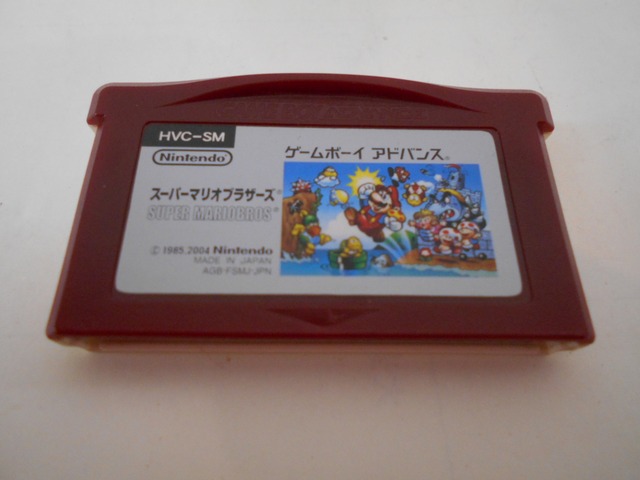 HVC-SM
Nintendo®
ゲームボーイ アドバンス®
スーパーマリオブラザーズ®
SUPER MARIOBROS®
© 1985,2004 Nintendo
MADE IN JAPAN
AGB-FSMJ-JPN